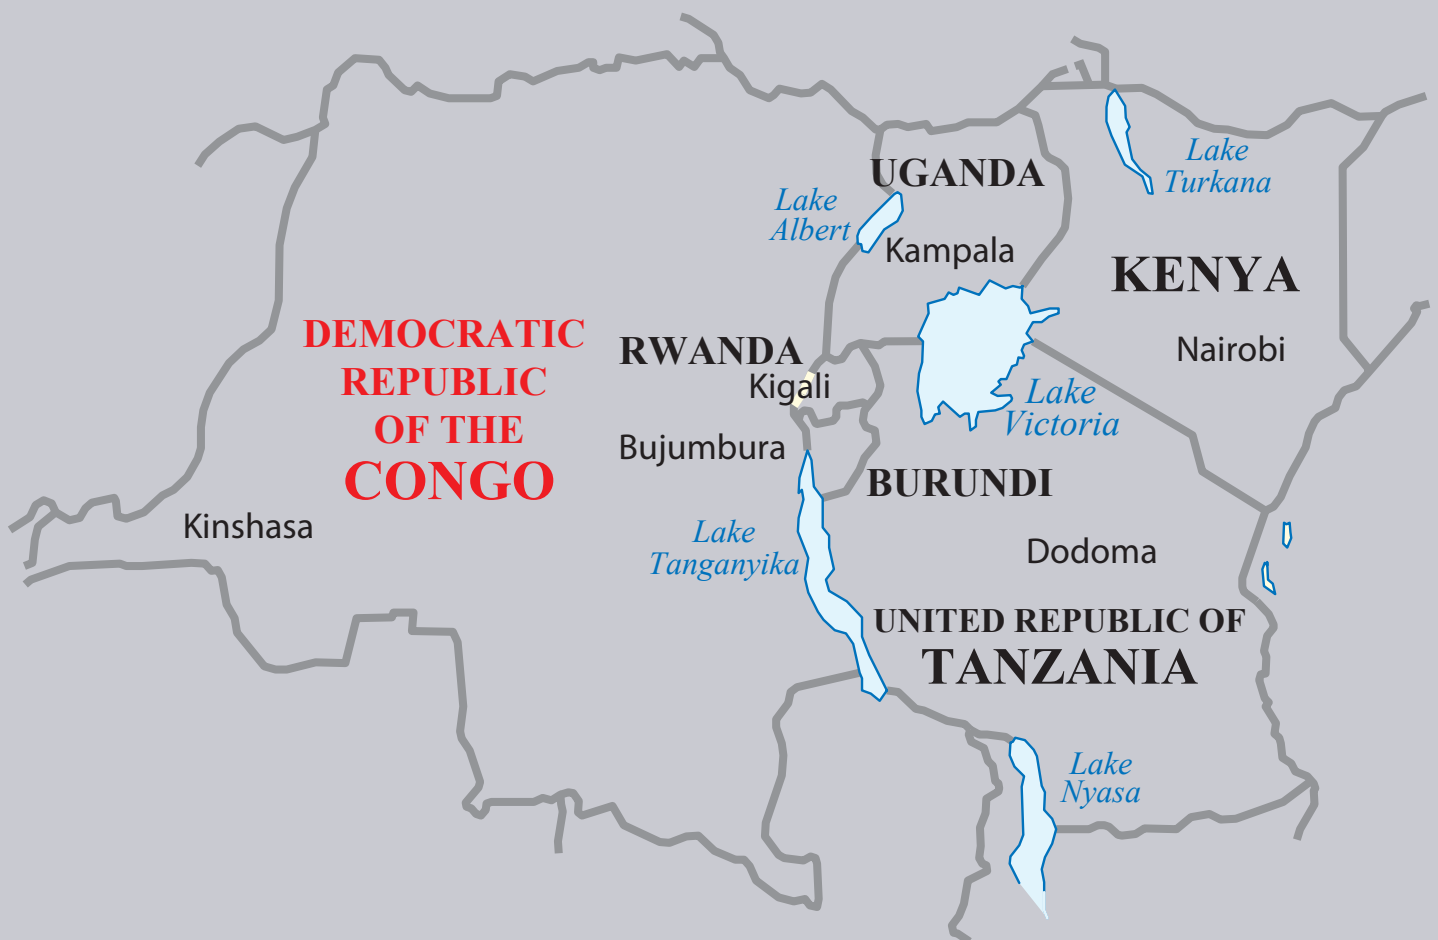 UGANDA
Lake
Turkana
Lake
Albert
Kampala
KENYA
DEMOCRATIC
REPUBLIC
OF THE
CONGO
RWANDA
Kigali
Nairobi
Lake
Victoria
Bujumbura
BURUNDI
Kinshasa
Lake
Tanganyika
Dodoma
UNITED REPUBLIC OF
TANZANIA
Lake
Nyasa